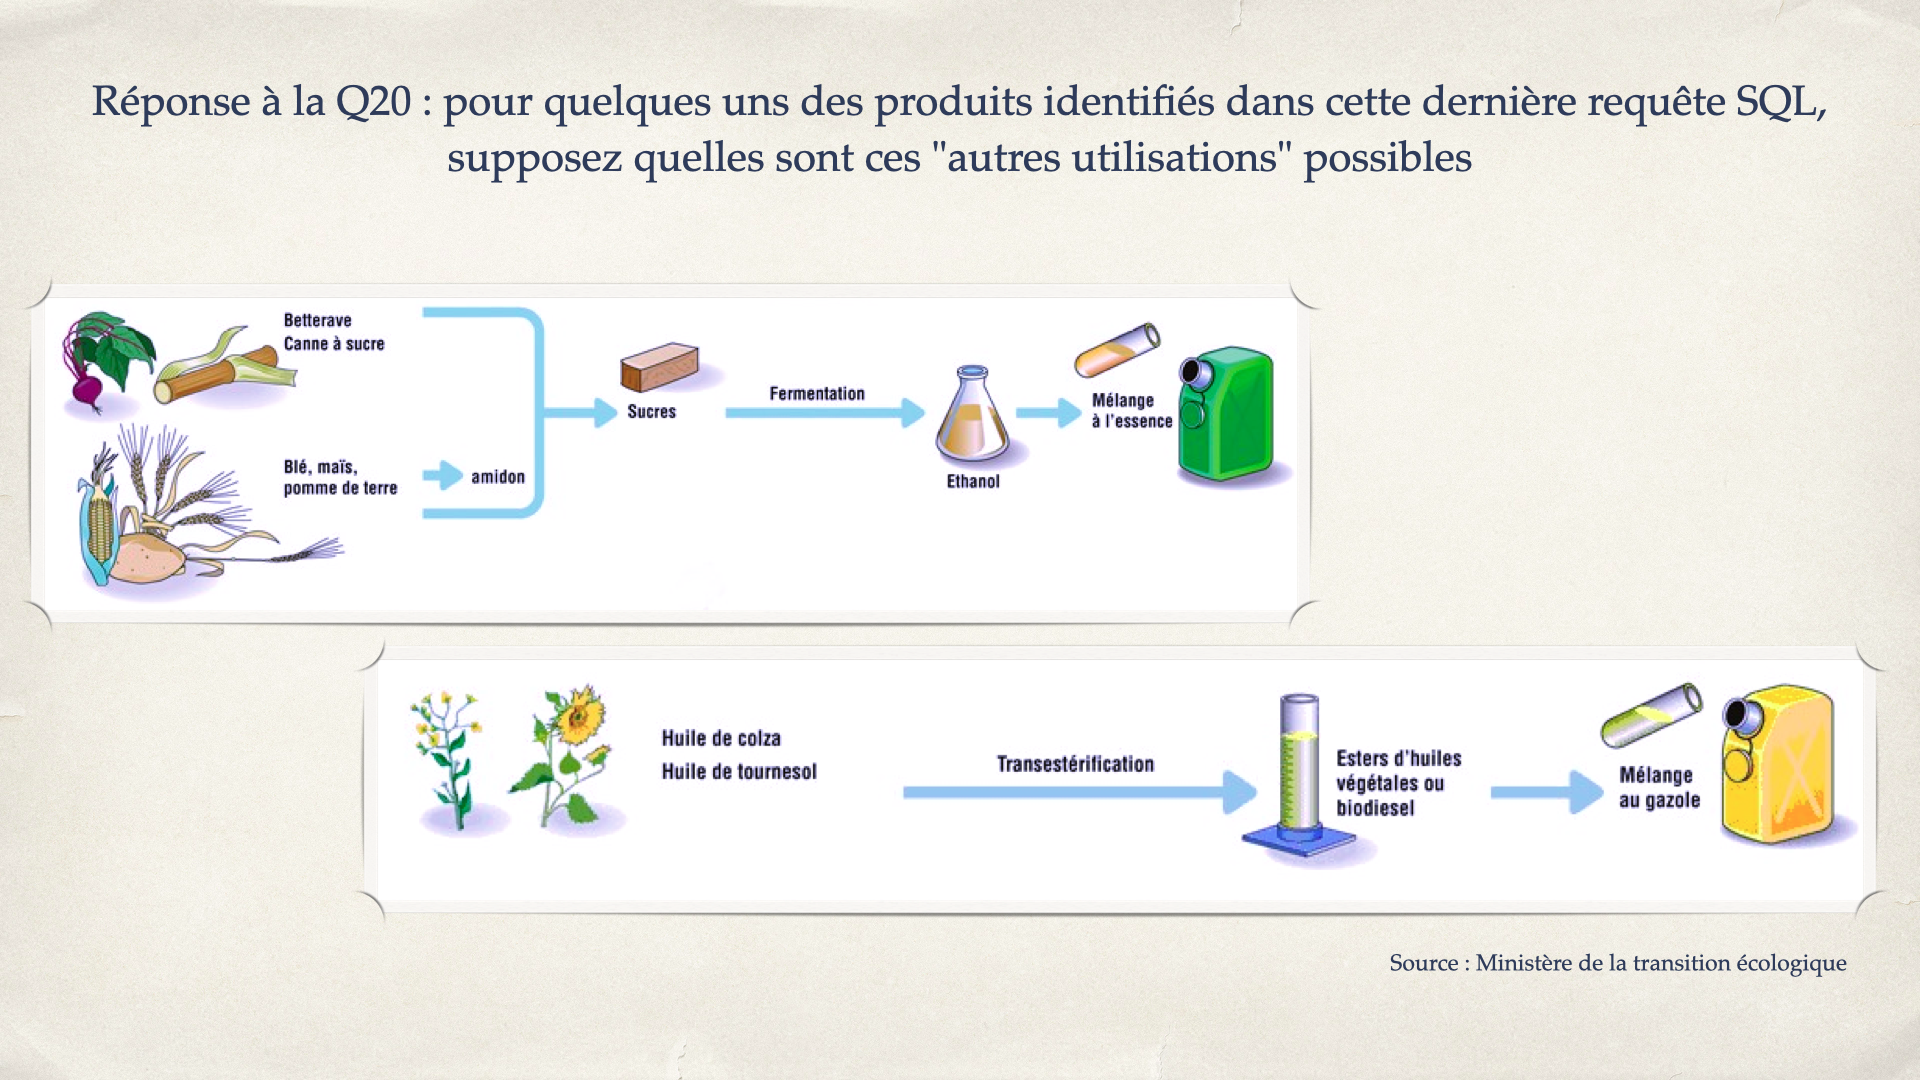 Réponse à la Q20 : pour quelques uns des produits identifiés dans cette dernière requête SQL,
supposez quelles sont ces "autres utilisations" possibles
Betterave
Canne à sucre
Blé, maïs,
pomme de terre
amidon
Sucres
Fermentation
Ethanol
Mélange
à l'essence
Huile de colza
Huile de tournesol
Transestérification
Esters d'huiles
végétales ou
biodiesel
Mélange
au gazole
Source : Ministère de la transition écologique